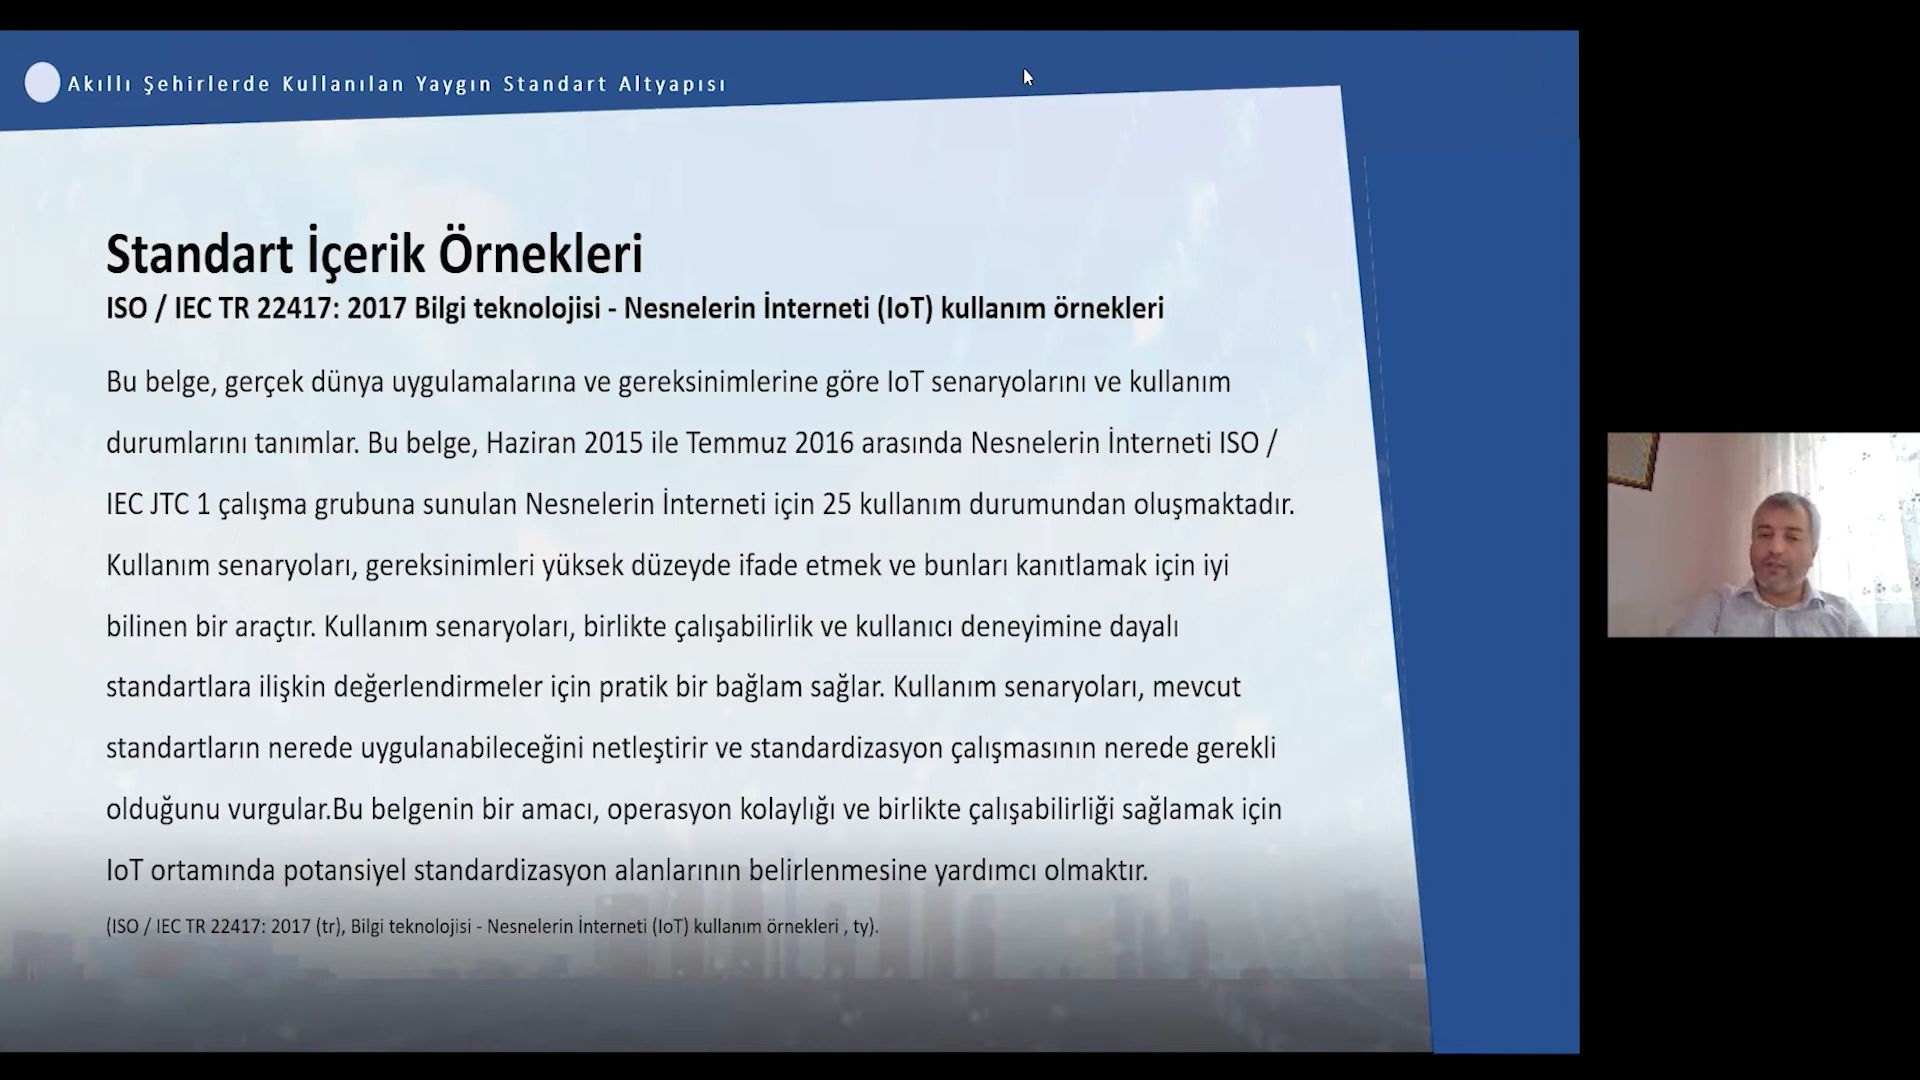 Akıllı Şehirlerde Kullanılan Yaygın Standart Altyapısı
Standart İçerik Örnekleri
ISO / IEC TR 22417: 2017 Bilgi teknolojisi - Nesnelerin İnterneti (IoT) kullanım örnekleri
Bu belge, gerçek dünya uygulamalarına ve gereksinimlerine göre IoT senaryolarını ve kullanım
durumlarını tanımlar. Bu belge, Haziran 2015 ile Temmuz 2016 arasında Nesnelerin İnterneti ISO /
IEC JTC 1 çalışma grubuna sunulan Nesnelerin İnterneti için 25 kullanım durumundan oluşmaktadır.
Kullanım senaryoları, gereksinimleri yüksek düzeyde ifade etmek ve bunları kanıtlamak için iyi
bilinen bir araçtır. Kullanım senaryoları, birlikte çalışabilirlik ve kullanıcı deneyimine dayalı
standartlara ilişkin değerlendirmeler için pratik bir bağlam sağlar. Kullanım senaryoları, mevcut
standartların nerede uygulanabileceğini netleştirir ve standardizasyon çalışmasının nerede gerekli
olduğunu vurgular.Bu belgenin bir amacı, operasyon kolaylığı ve birlikte çalışabilirliği sağlamak için
IoT ortamında potansiyel standardizasyon alanlarının belirlenmesine yardımcı olmaktır.
(ISO / IEC TR 22417: 2017 (tr), Bilgi teknolojisi - Nesnelerin İnterneti (IoT) kullanım örnekleri , ty).